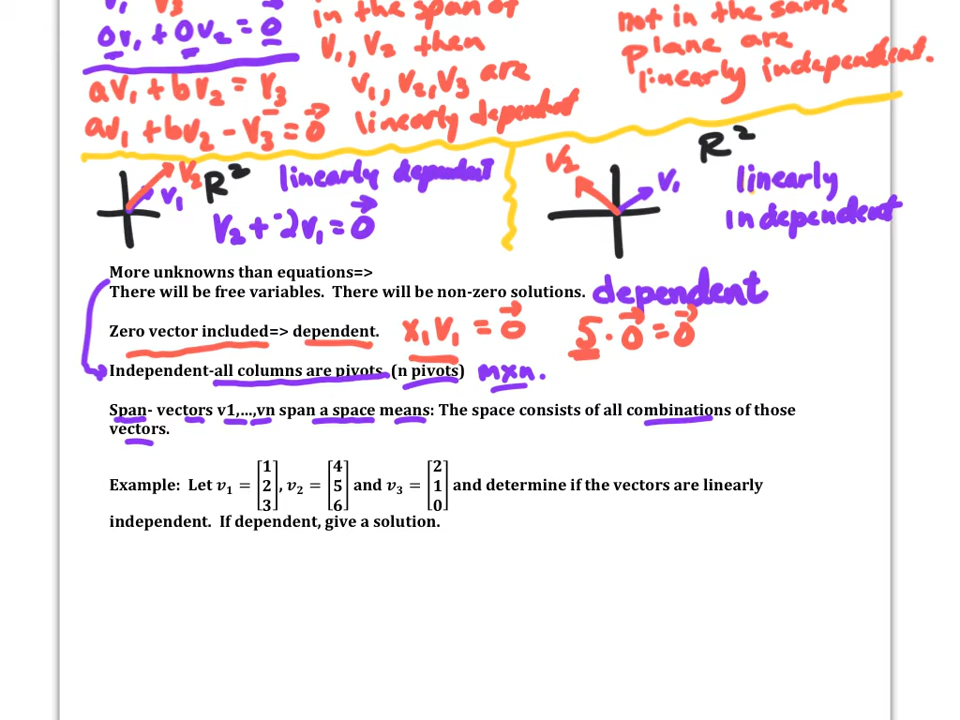 v₁ v₃
0v₁ + 0v₂ = 0⃗
av₁ + bv₂ = v₃
av₁ + bv₂ - v₃ = 0⃗
in the span of
v₁, v₂ then
v₁, v₂, v₃ are
linearly dependent
not in the same
plane are
linearly independent.
v₂
v₁
R²
linearly dependent
v₂ + -2v₁ = 0⃗
v₂
v₁
R²
linearly
independent
More unknowns than equations=>
There will be free variables. There will be non-zero solutions. dependent
Zero vector included=> dependent. x₁v₁ = 0⃗ 5 · 0⃗ = 0⃗
Independent-all columns are pivots. (n pivots) mxn.
Span- vectors v1,...,vn span a space means: The space consists of all combinations of those
vectors.
Example: Let v₁ = [1 2 3], v₂ = [4 5 6] and v₃ = [2 1 0] and determine if the vectors are linearly
independent. If dependent, give a solution.